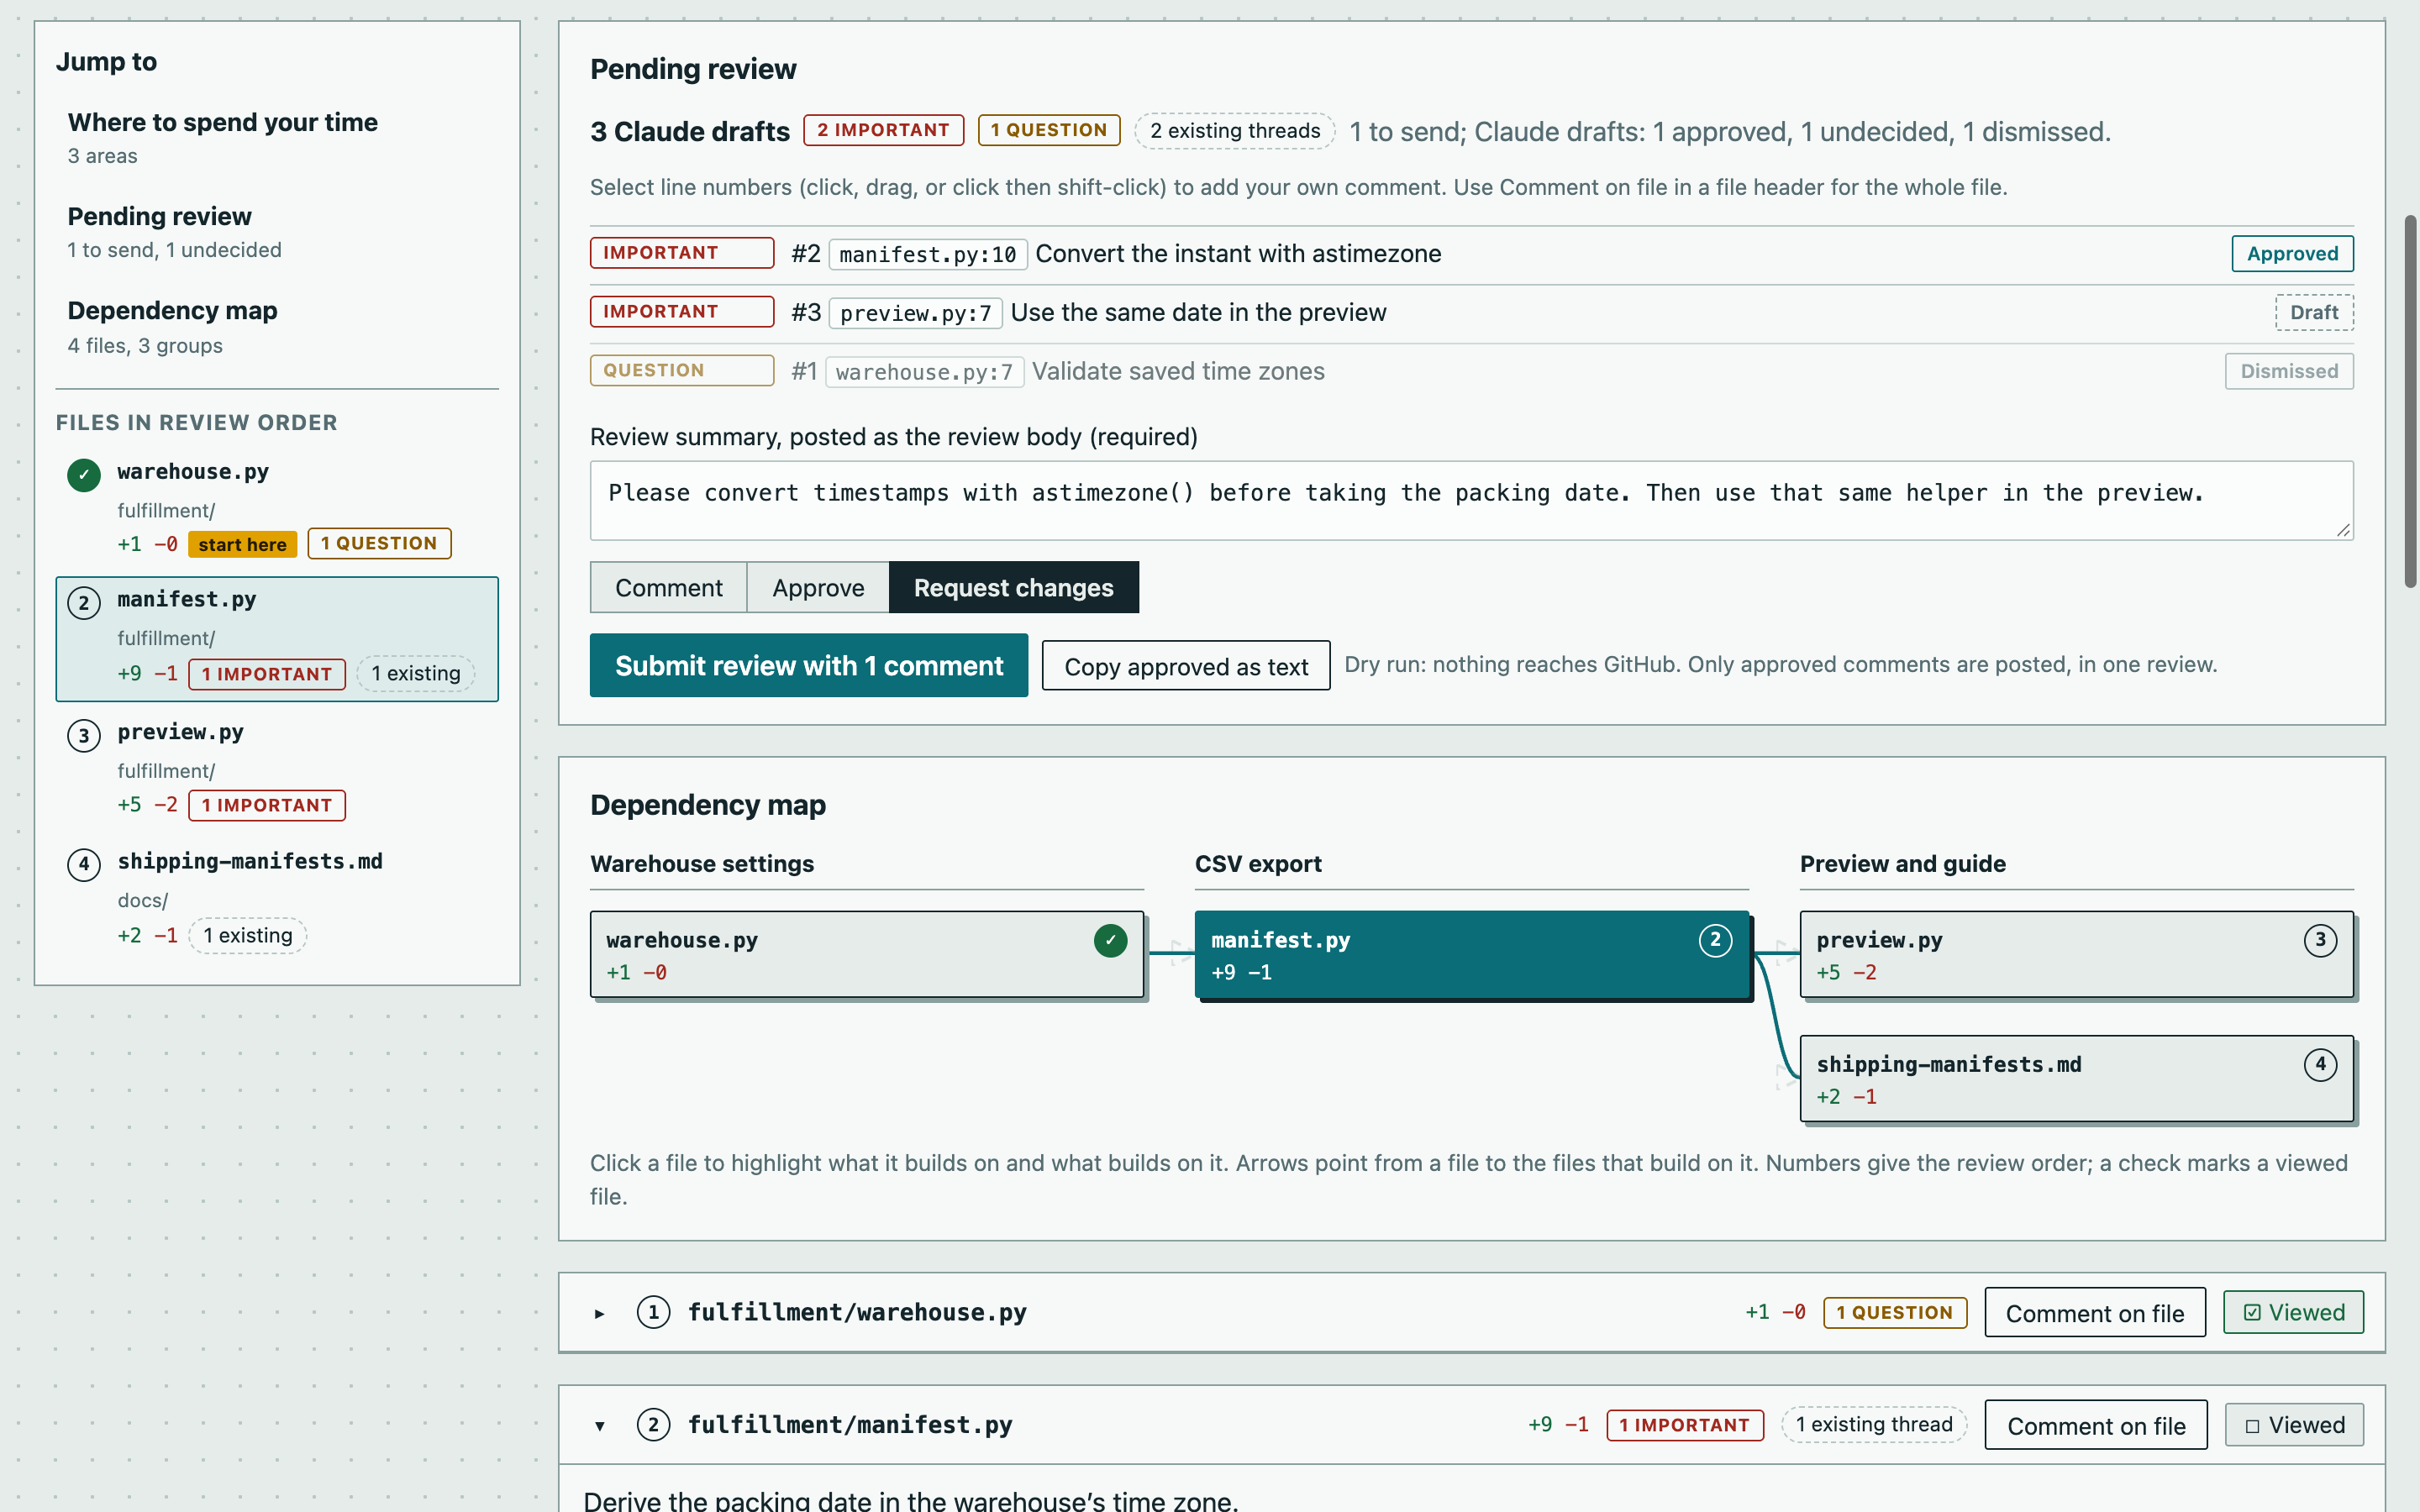 Jump to
Where to spend your time
3 areas
Pending review
1 to send, 1 undecided
Dependency map
4 files, 3 groups
FILES IN REVIEW ORDER
✓ warehouse.py
fulfillment/
+1 −0 start here 1 QUESTION
2 manifest.py
fulfillment/
+9 −1 1 IMPORTANT 1 existing
3 preview.py
fulfillment/
+5 −2 1 IMPORTANT
4 shipping-manifests.md
docs/
+2 −1 1 existing
Pending review
3 Claude drafts 2 IMPORTANT 1 QUESTION 2 existing threads 1 to send; Claude drafts: 1 approved, 1 undecided, 1 dismissed.
Select line numbers (click, drag, or click then shift-click) to add your own comment. Use Comment on file in a file header for the whole file.
IMPORTANT #2 manifest.py:10 Convert the instant with astimezone Approved
IMPORTANT #3 preview.py:7 Use the same date in the preview Draft
QUESTION #1 warehouse.py:7 Validate saved time zones Dismissed
Review summary, posted as the review body (required)
Please convert timestamps with astimezone() before taking the packing date. Then use that same helper in the preview.
Comment Approve Request changes
Submit review with 1 comment Copy approved as text Dry run: nothing reaches GitHub. Only approved comments are posted, in one review.
Dependency map
Warehouse settings CSV export Preview and guide
warehouse.py ✓ manifest.py 2 preview.py 3
+1 −0 +9 −1 +5 −2
shipping-manifests.md 4
+2 −1
Click a file to highlight what it builds on and what builds on it. Arrows point from a file to the files that build on it. Numbers give the review order; a check marks a viewed
file.
1 fulfillment/warehouse.py +1 −0 1 QUESTION Comment on file Viewed
2 fulfillment/manifest.py +9 −1 1 IMPORTANT 1 existing thread Comment on file Viewed
Derive the packing date in the warehouse’s time zone.